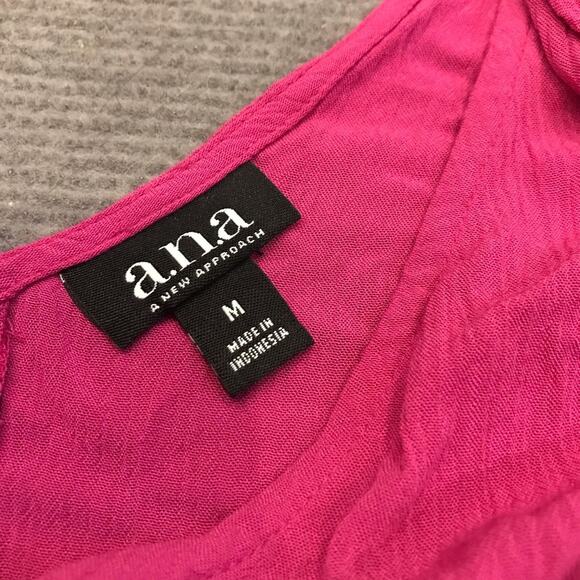 a.n.a
A NEW APPROACH
M
MADE IN
INDONESIA